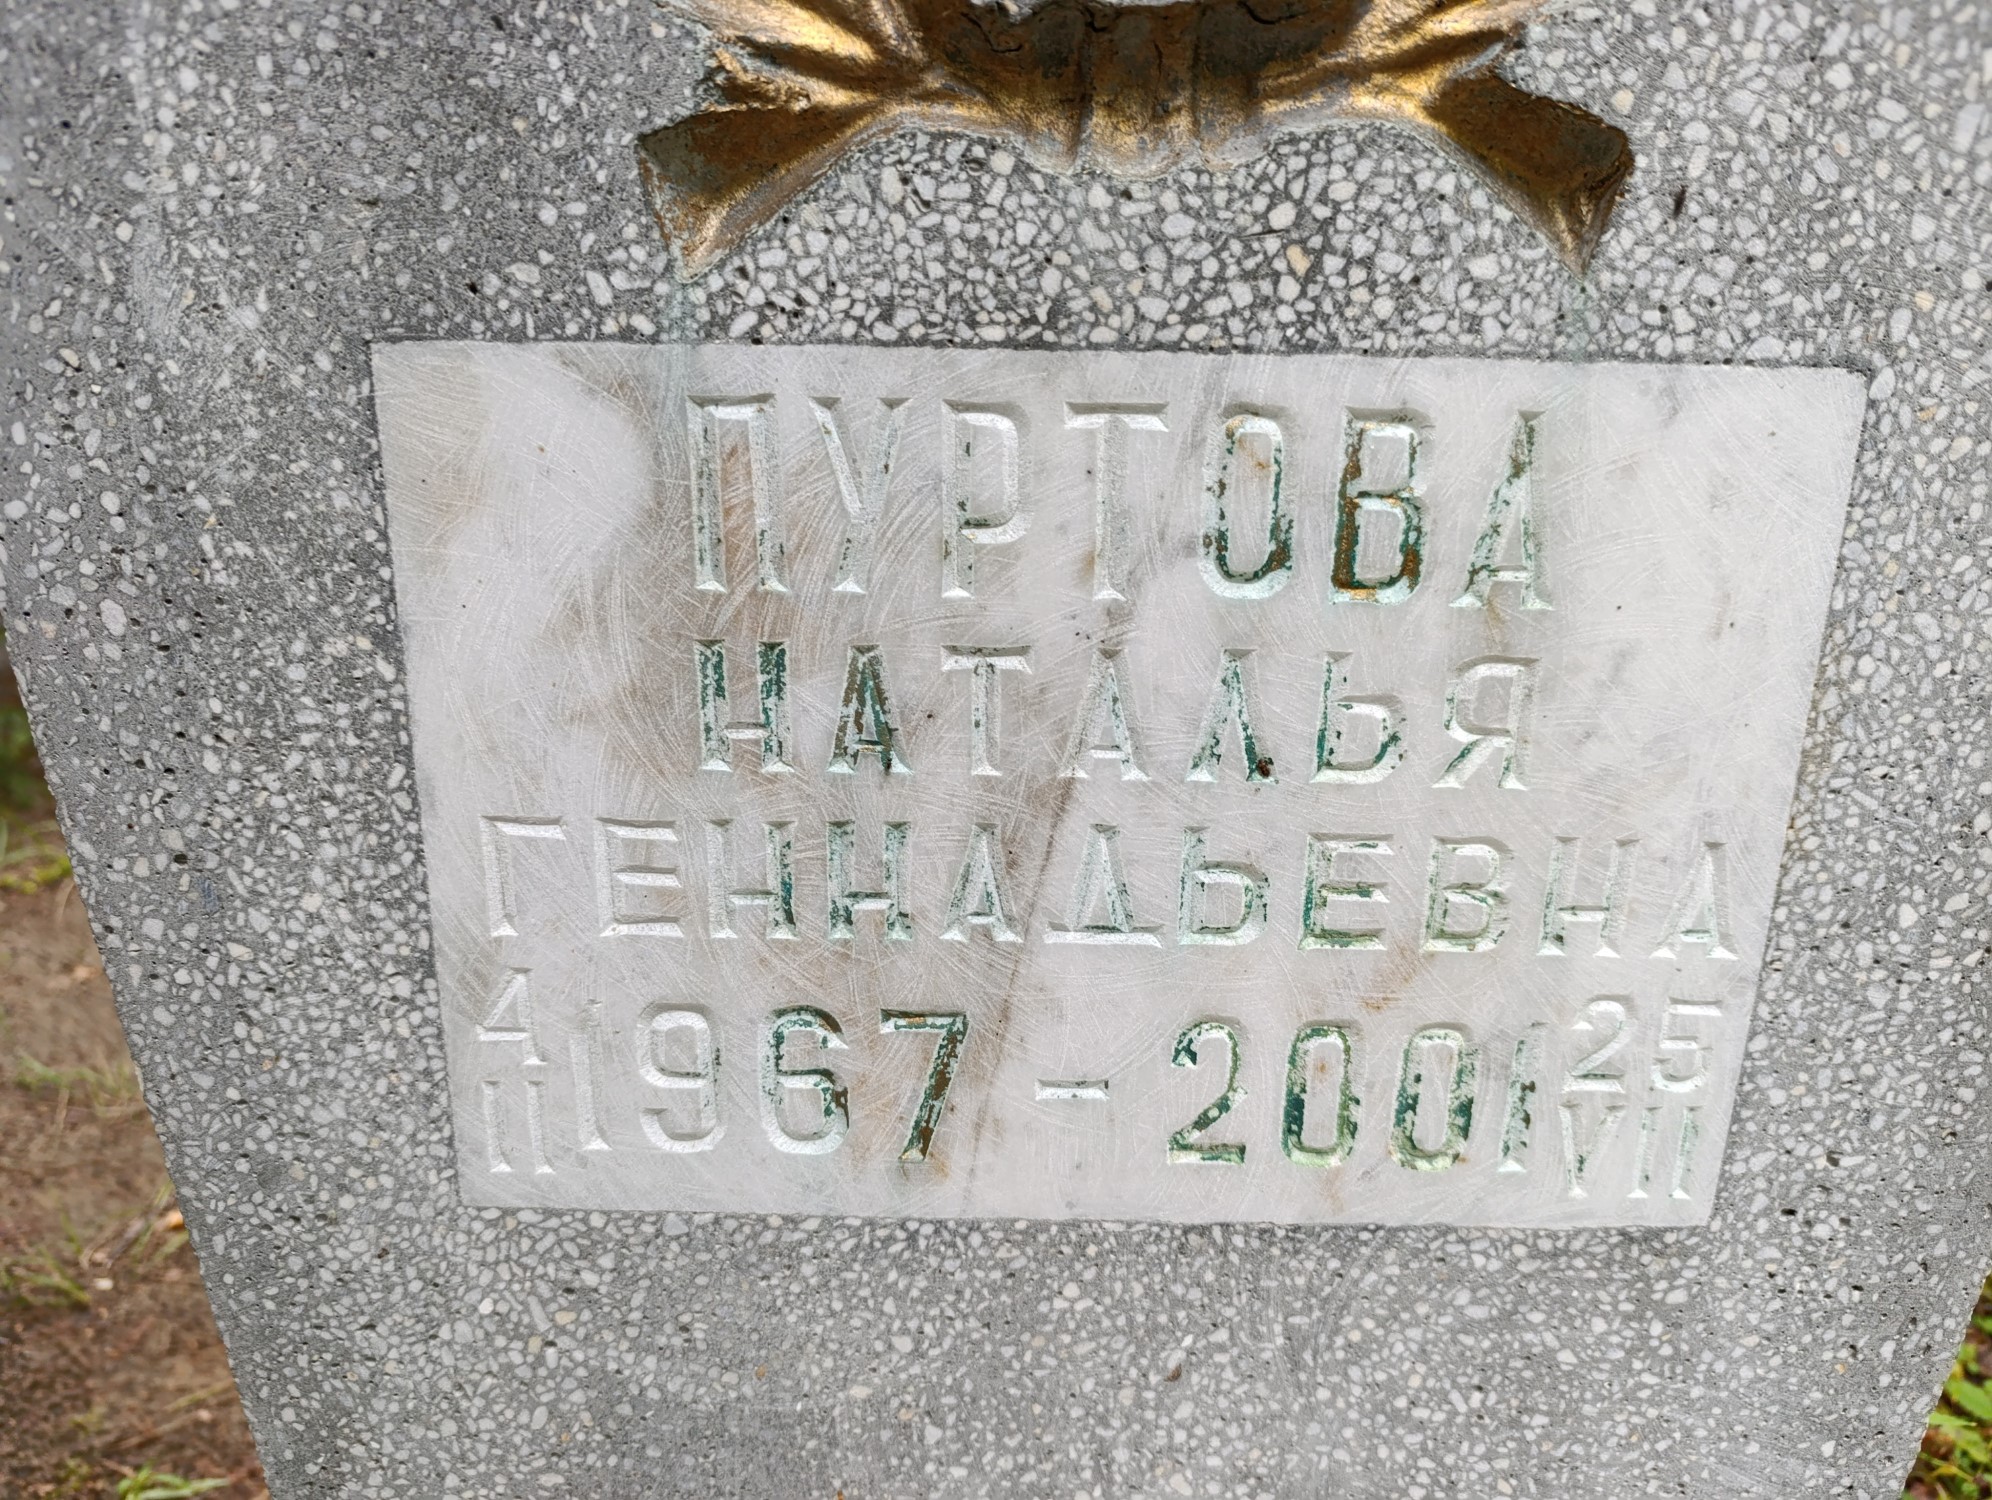 ПУРТОВА
НАТАЛЬЯ
ГЕННАДЬЕВНА
4 II 1967 - 2001 25 VII